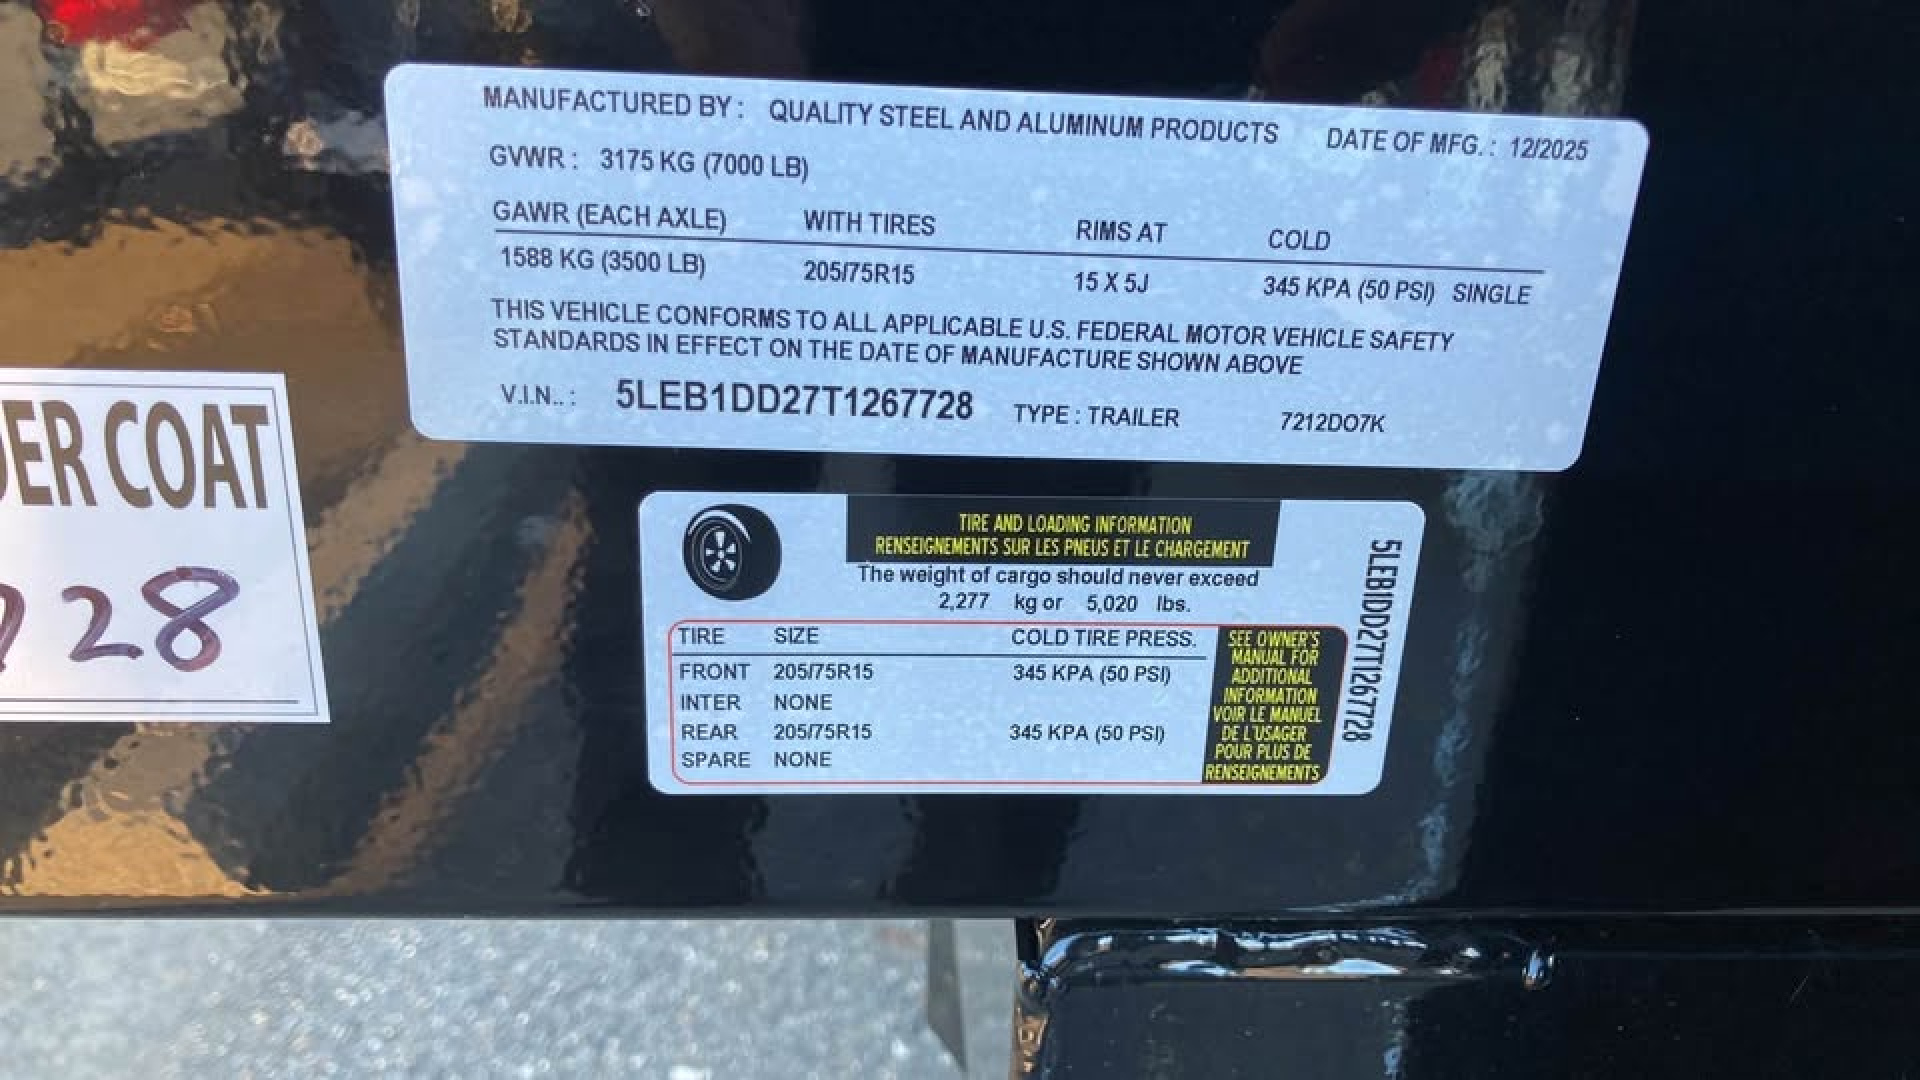 MANUFACTURED BY : QUALITY STEEL AND ALUMINUM PRODUCTS DATE OF MFG. : 12/2025
GVWR : 3175 KG (7000 LB)
GAWR (EACH AXLE) WITH TIRES RIMS AT COLD
1588 KG (3500 LB) 205/75R15 15 X 5J 345 KPA (50 PSI) SINGLE
THIS VEHICLE CONFORMS TO ALL APPLICABLE U.S. FEDERAL MOTOR VEHICLE SAFETY
STANDARDS IN EFFECT ON THE DATE OF MANUFACTURE SHOWN ABOVE
V.I.N.. : 5LEB1DD27T1267728 TYPE : TRAILER 7212DO7K
DER COAT
728
TIRE AND LOADING INFORMATION
RENSEIGNEMENTS SUR LES PNEUS ET LE CHARGEMENT
The weight of cargo should never exceed
2,277 kg or 5,020 lbs.
TIRE SIZE COLD TIRE PRESS.
FRONT 205/75R15 345 KPA (50 PSI)
INTER NONE
REAR 205/75R15 345 KPA (50 PSI)
SPARE NONE
SEE OWNER'S
MANUAL FOR
ADDITIONAL
INFORMATION
VOIR LE MANUEL
DE L'USAGER
POUR PLUS DE
RENSEIGNEMENTS
5LEB1DD27T1267728